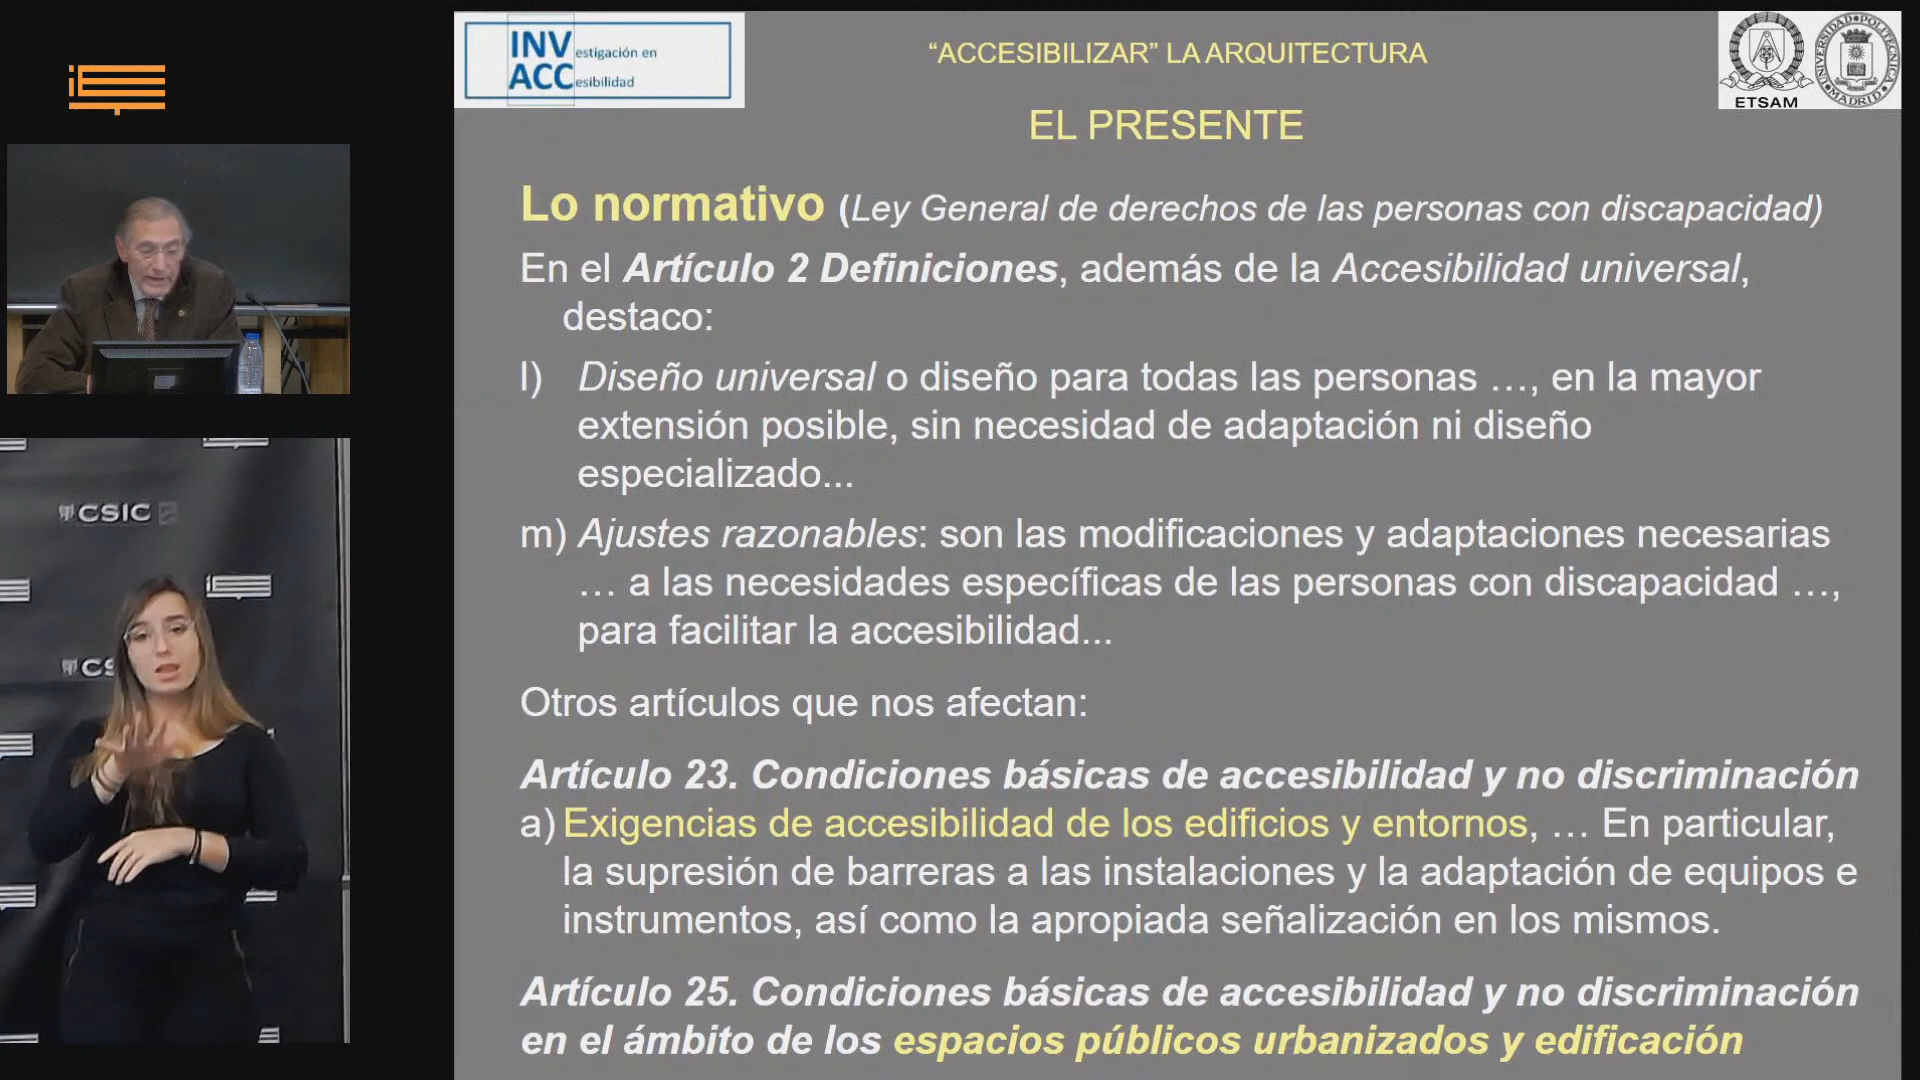 INVestigación en
ACCesibilidad
“ACCESIBILIZAR” LA ARQUITECTURA
ETSAM
UNIVERSIDAD POLITÉCNICA
MADRID
EL PRESENTE
Lo normativo (Ley General de derechos de las personas con discapacidad)
En el Artículo 2 Definiciones, además de la Accesibilidad universal,
destaco:
l) Diseño universal o diseño para todas las personas …, en la mayor
extensión posible, sin necesidad de adaptación ni diseño
especializado...
m) Ajustes razonables: son las modificaciones y adaptaciones necesarias
… a las necesidades específicas de las personas con discapacidad …,
para facilitar la accesibilidad...
Otros artículos que nos afectan:
Artículo 23. Condiciones básicas de accesibilidad y no discriminación
a) Exigencias de accesibilidad de los edificios y entornos, … En particular,
la supresión de barreras a las instalaciones y la adaptación de equipos e
instrumentos, así como la apropiada señalización en los mismos.
Artículo 25. Condiciones básicas de accesibilidad y no discriminación
en el ámbito de los espacios públicos urbanizados y edificación
CSIC
CS